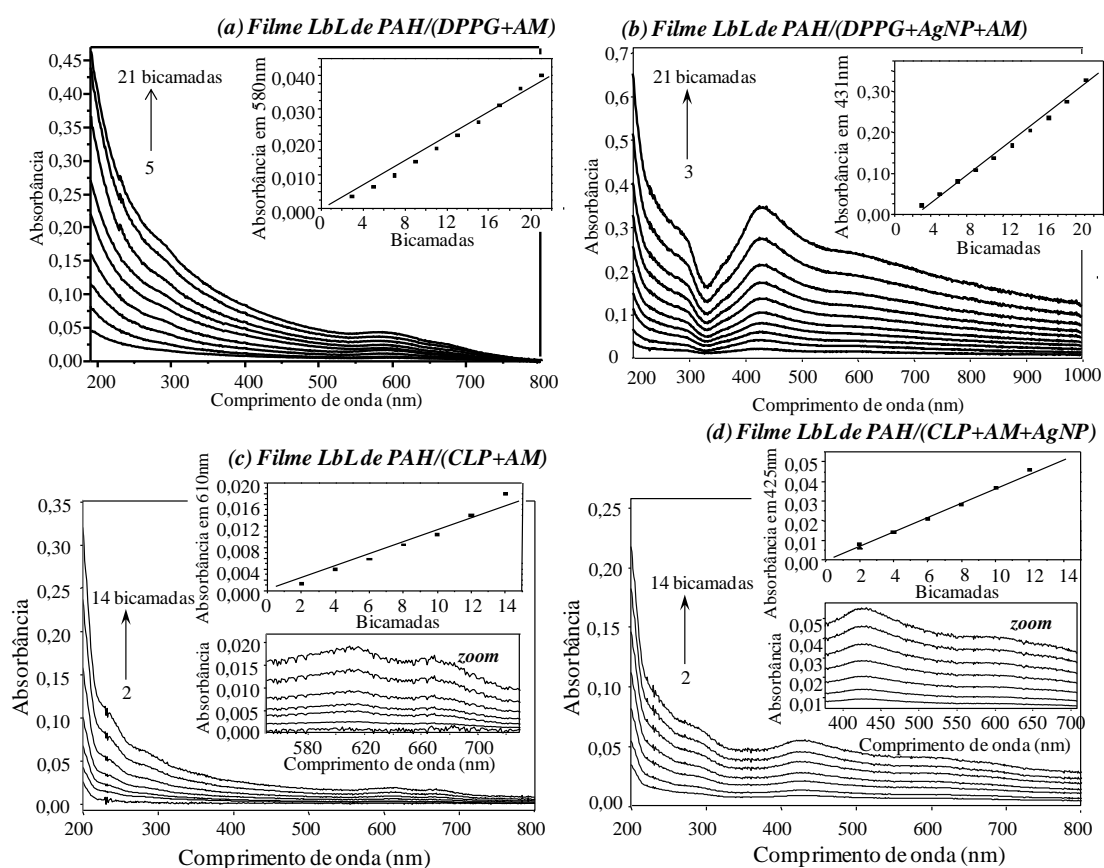 (a) Filme LbL de PAH/(DPPG+AM)
0,45
0,40
0,35
0,30
0,25
0,20
0,15
0,10
0,05
0,00
Absorbância
21 bicamadas
5
0,040
0,030
0,020
0,010
0,000
Absorbância em 580nm
0 4 8 12 16 20
Bicamadas
200 300 400 500 600 700 800
Comprimento de onda (nm)
(b) Filme LbL de PAH/(DPPG+AgNP+AM)
0,7
0,6
0,5
0,4
0,3
0,2
0,1
0
Absorbância
21 bicamadas
3
0,30
0,20
0,10
0,00
Absorbância em 431nm
0 4 8 12 16 20
Bicamadas
200 300 400 500 600 700 800 900 1000
Comprimento de onda (nm)
(c) Filme LbL de PAH/(CLP+AM)
0,35
0,30
0,25
0,20
0,15
0,10
0,05
0,00
Absorbância
14 bicamadas
2
0,020
0,016
0,012
0,008
0,004
0,000
Absorbância em 610nm
0 2 4 6 8 10 12 14
Bicamadas
zoom
0,020
0,015
0,010
0,005
0,000
Absorbância
580 620 660 700
Comprimento de onda (nm)
200 300 400 500 600 700 800
Comprimento de onda (nm)
(d) Filme LbL de PAH/(CLP+AM+AgNP)
0,25
0,20
0,15
0,10
0,05
0,00
Absorbância
14 bicamadas
2
0,05
0,04
0,03
0,02
0,01
0,00
Absorbância em 425nm
0 2 4 6 8 10 12 14
Bicamadas
zoom
0,05
0,04
0,03
0,02
0,01
Absorbância
400 450 500 550 600 650 700
Comprimento de onda (nm)
200 300 400 500 600 700 800
Comprimento de onda (nm)